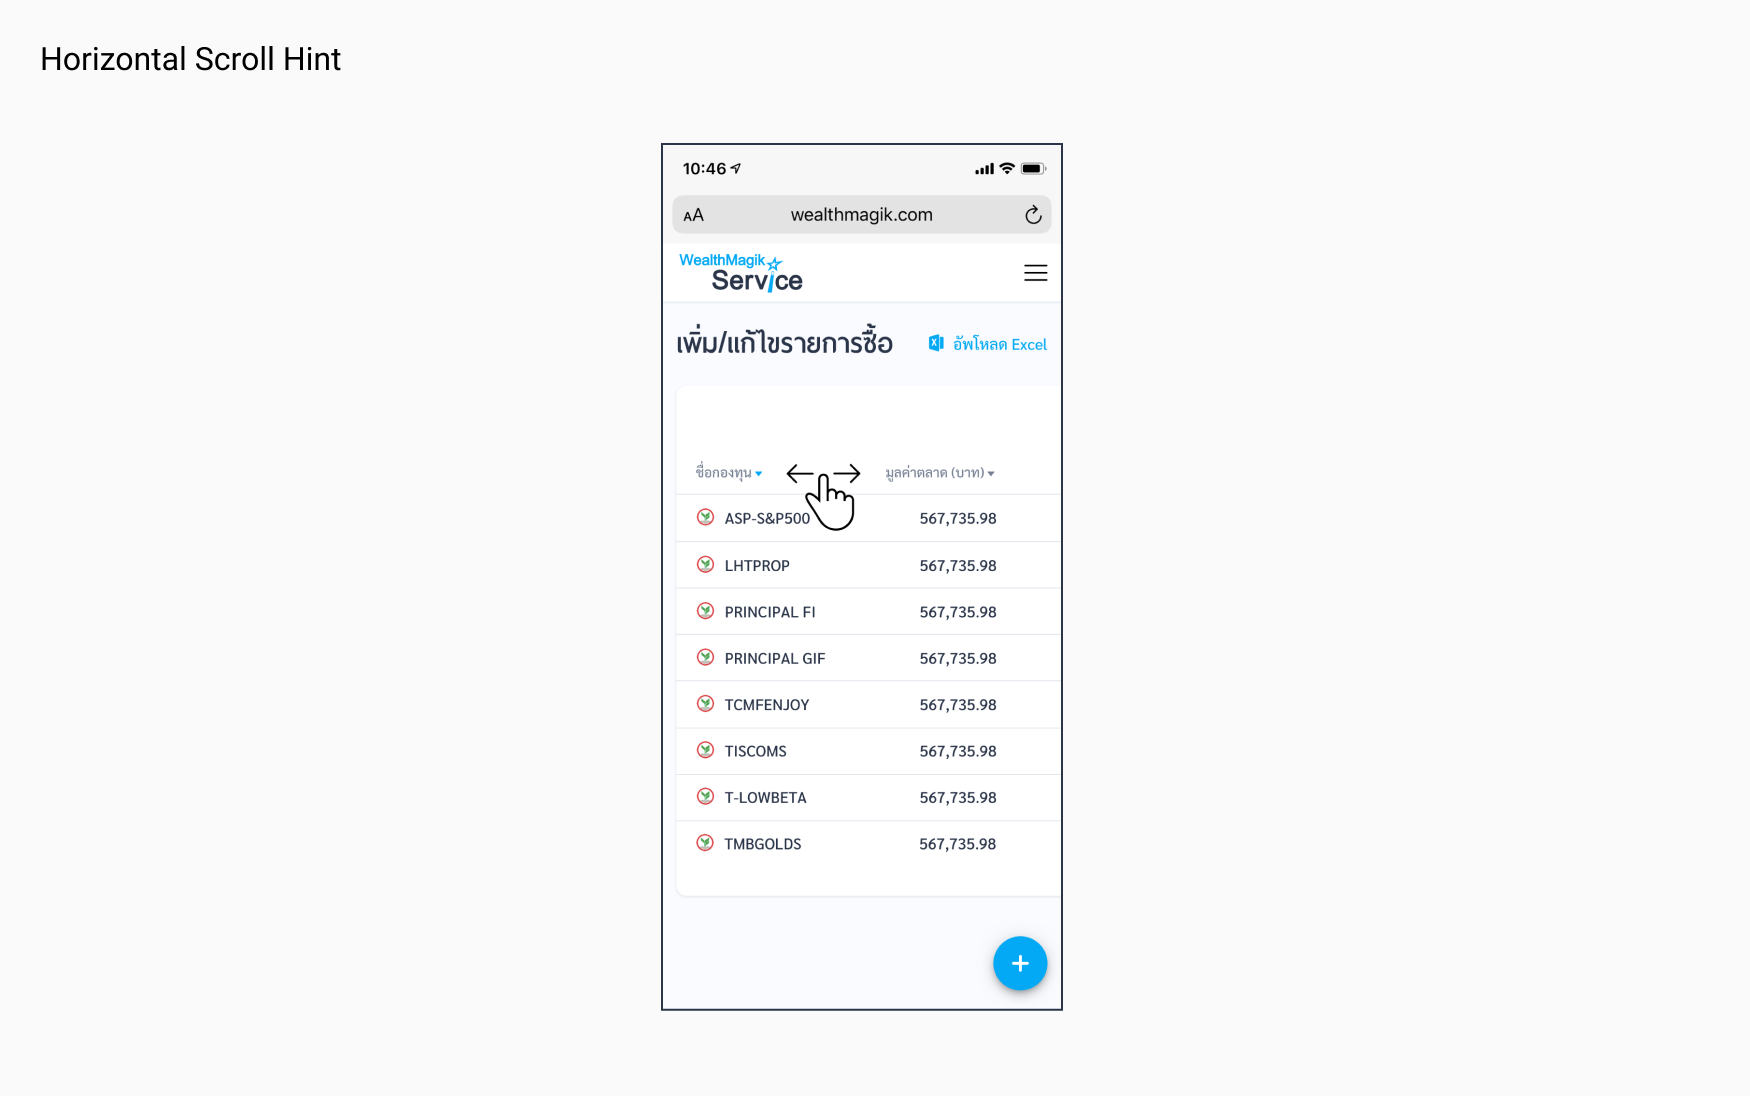 Horizontal Scroll Hint
10:46
AA wealthmagik.com
WealthMagik
Service
เพิ่ม/แก้ไขรายการซื้อ อัพโหลด Excel
ชื่อกองทุน มูลค่าตลาด (บาท)
ASP-S&P500 567,735.98
LHTPROP 567,735.98
PRINCIPAL FI 567,735.98
PRINCIPAL GIF 567,735.98
TCMFENJOY 567,735.98
TISCOMS 567,735.98
T-LOWBETA 567,735.98
TMBGOLDS 567,735.98